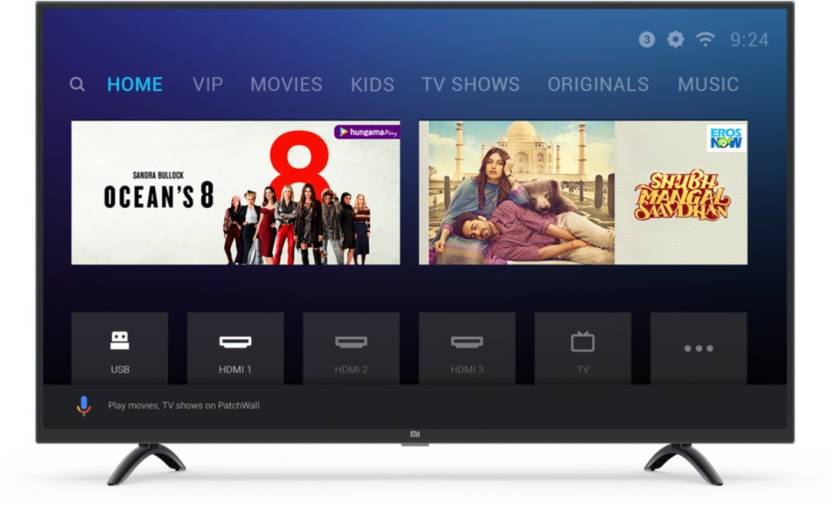 3 9:24
HOME VIP MOVIES KIDS TV SHOWS ORIGINALS MUSIC
hungama Play
SANDRA BULLOCK
OCEAN'S 8
8
EROS
NOW
SHUBH
MANGAL
SAAVDHAN
USB HDMI 1 HDMI 2 HDMI 3 TV
Play movies, TV shows on PatchWall
MI